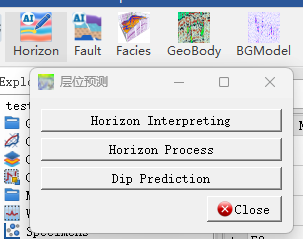 AI
Horizon Fault Facies GeoBody BGModel
Explo
层位预测
test
Horizon Interpreting
Horizon Process
Dip Prediction
Close
Specimens